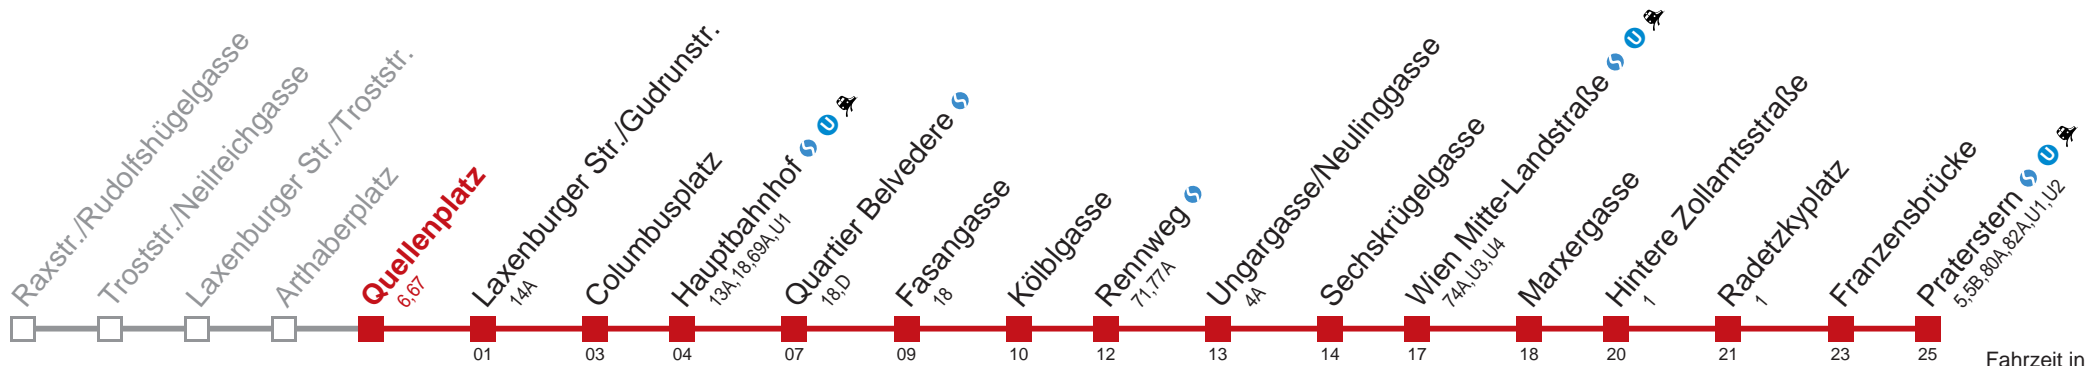 Raxstr./Rudolfshügelgasse
Troststr./Neilreichgasse
Laxenburger Str./Troststr.
Arthaberplatz
Quellenplatz
6,67
Laxenburger Str./Gudrunstr.
14A
Columbusplatz
Hauptbahnhof S U
13A,18,69A,U1
Quartier Belvedere S
18,D
Fasangasse
18
Kölblgasse
Rennweg S
71,77A
Ungargasse/Neulinggasse
4A
Sechskrügelgasse
Wien Mitte-Landstraße S U
74A,U3,U4
Marxergasse
Hintere Zollamtsstraße
1
Radetzkyplatz
1
Franzensbrücke
Praterstern S U
5,5B,80A,82A,U1,U2
01 03 04 07 09 10 12 13 14 17 18 20 21 23 25
Fahrzeit in